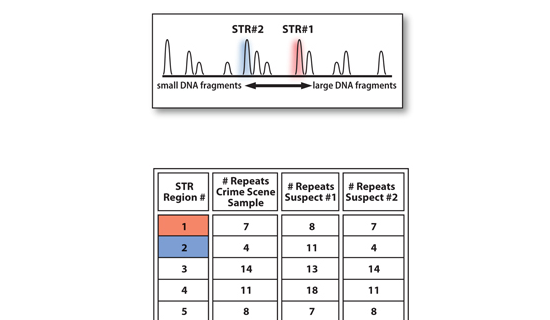 STR#2 STR#1
small DNA fragments large DNA fragments
STR
Region #
# Repeats
Crime Scene
Sample
# Repeats
Suspect #1
# Repeats
Suspect #2
1 7 8 7
2 4 11 4
3 14 13 14
4 11 18 11
5 8 7 8